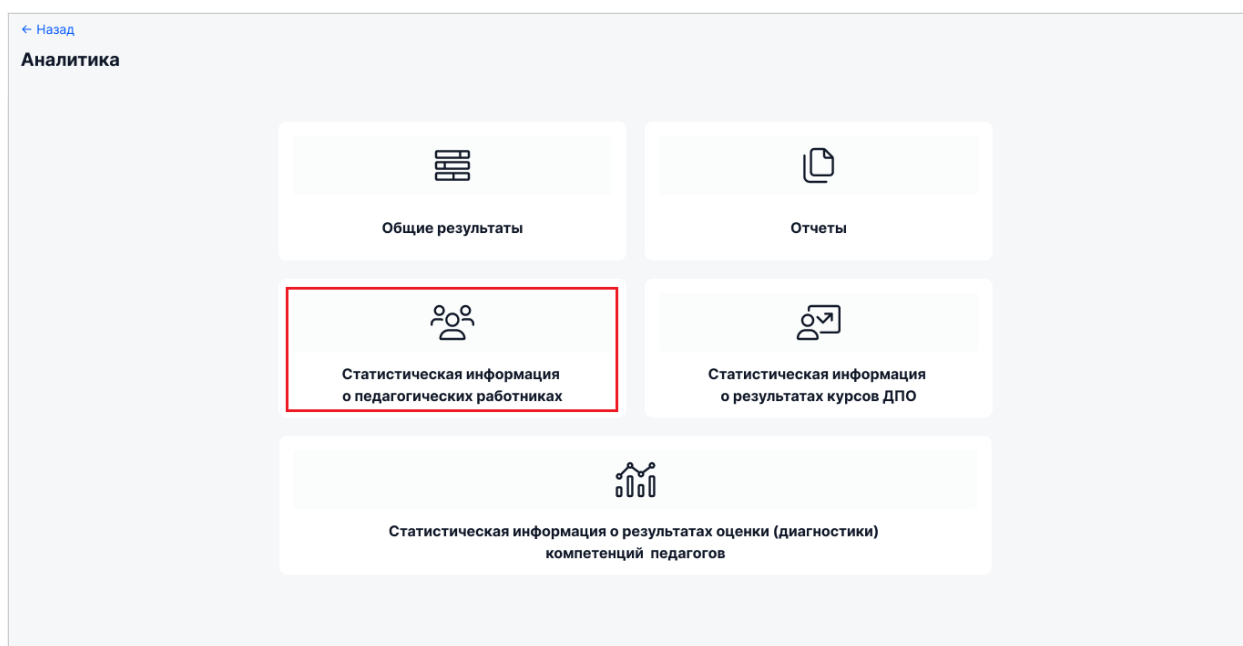 ← Назад
Аналитика
Общие результаты
Отчеты
Статистическая информация
о педагогических работниках
Статистическая информация
о результатах курсов ДПО
Статистическая информация о результатах оценки (диагностики)
компетенций педагогов